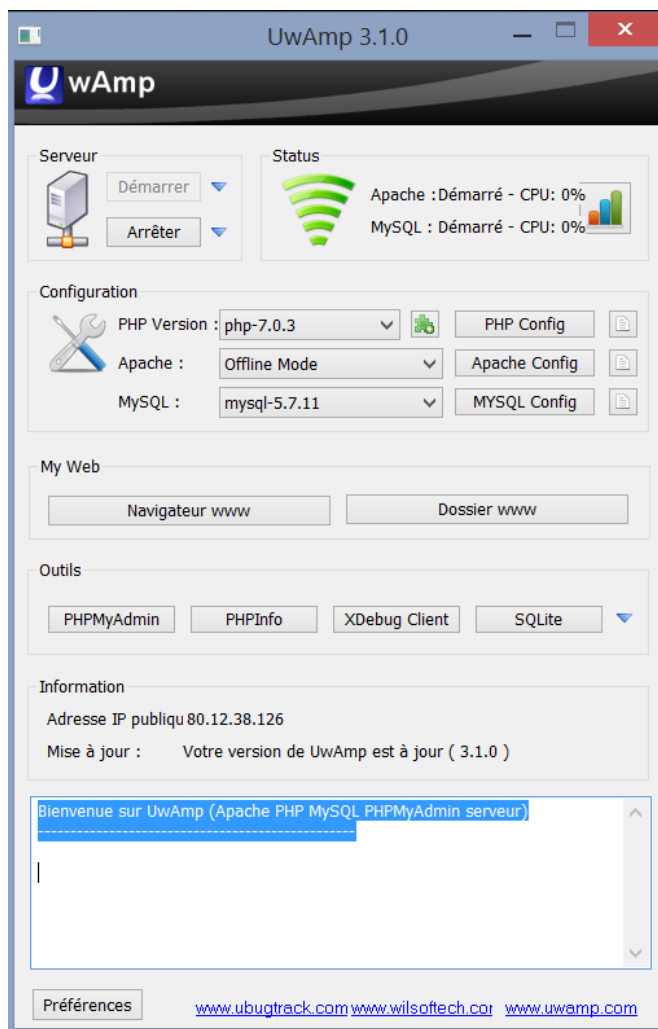 UwAmp 3.1.0
UwAmp
Serveur
Démarrer
Arrêter
Status
Apache :Démarré - CPU: 0%
MySQL : Démarré - CPU: 0%
Configuration
PHP Version : php-7.0.3 PHP Config
Apache : Offline Mode Apache Config
MySQL : mysql-5.7.11 MYSQL Config
My Web
Navigateur www Dossier www
Outils
PHPMyAdmin PHPInfo XDebug Client SQLite
Information
Adresse IP publiqu 80.12.38.126
Mise à jour : Votre version de UwAmp est à jour ( 3.1.0 )
Bienvenue sur UwAmp (Apache PHP MySQL PHPMyAdmin serveur)
-------------------------------------------------
Préférences www.ubugtrack.com www.wilsoftech.cor www.uwamp.com